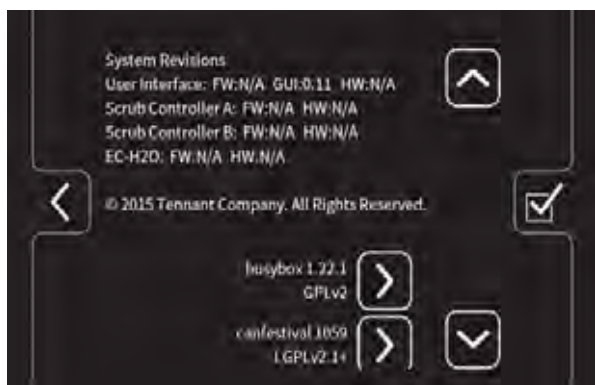 System Revisions
User Interface: FW:N/A GUI:0.11 HW:N/A
Scrub Controller A: FW:N/A HW:N/A
Scrub Controller B: FW:N/A HW:N/A
EC-H2O: FW:N/A HW:N/A
© 2015 Tennant Company. All Rights Reserved.
busybox 1.22.1
GPLv2
canfestival 1059
LGPLv2.1+